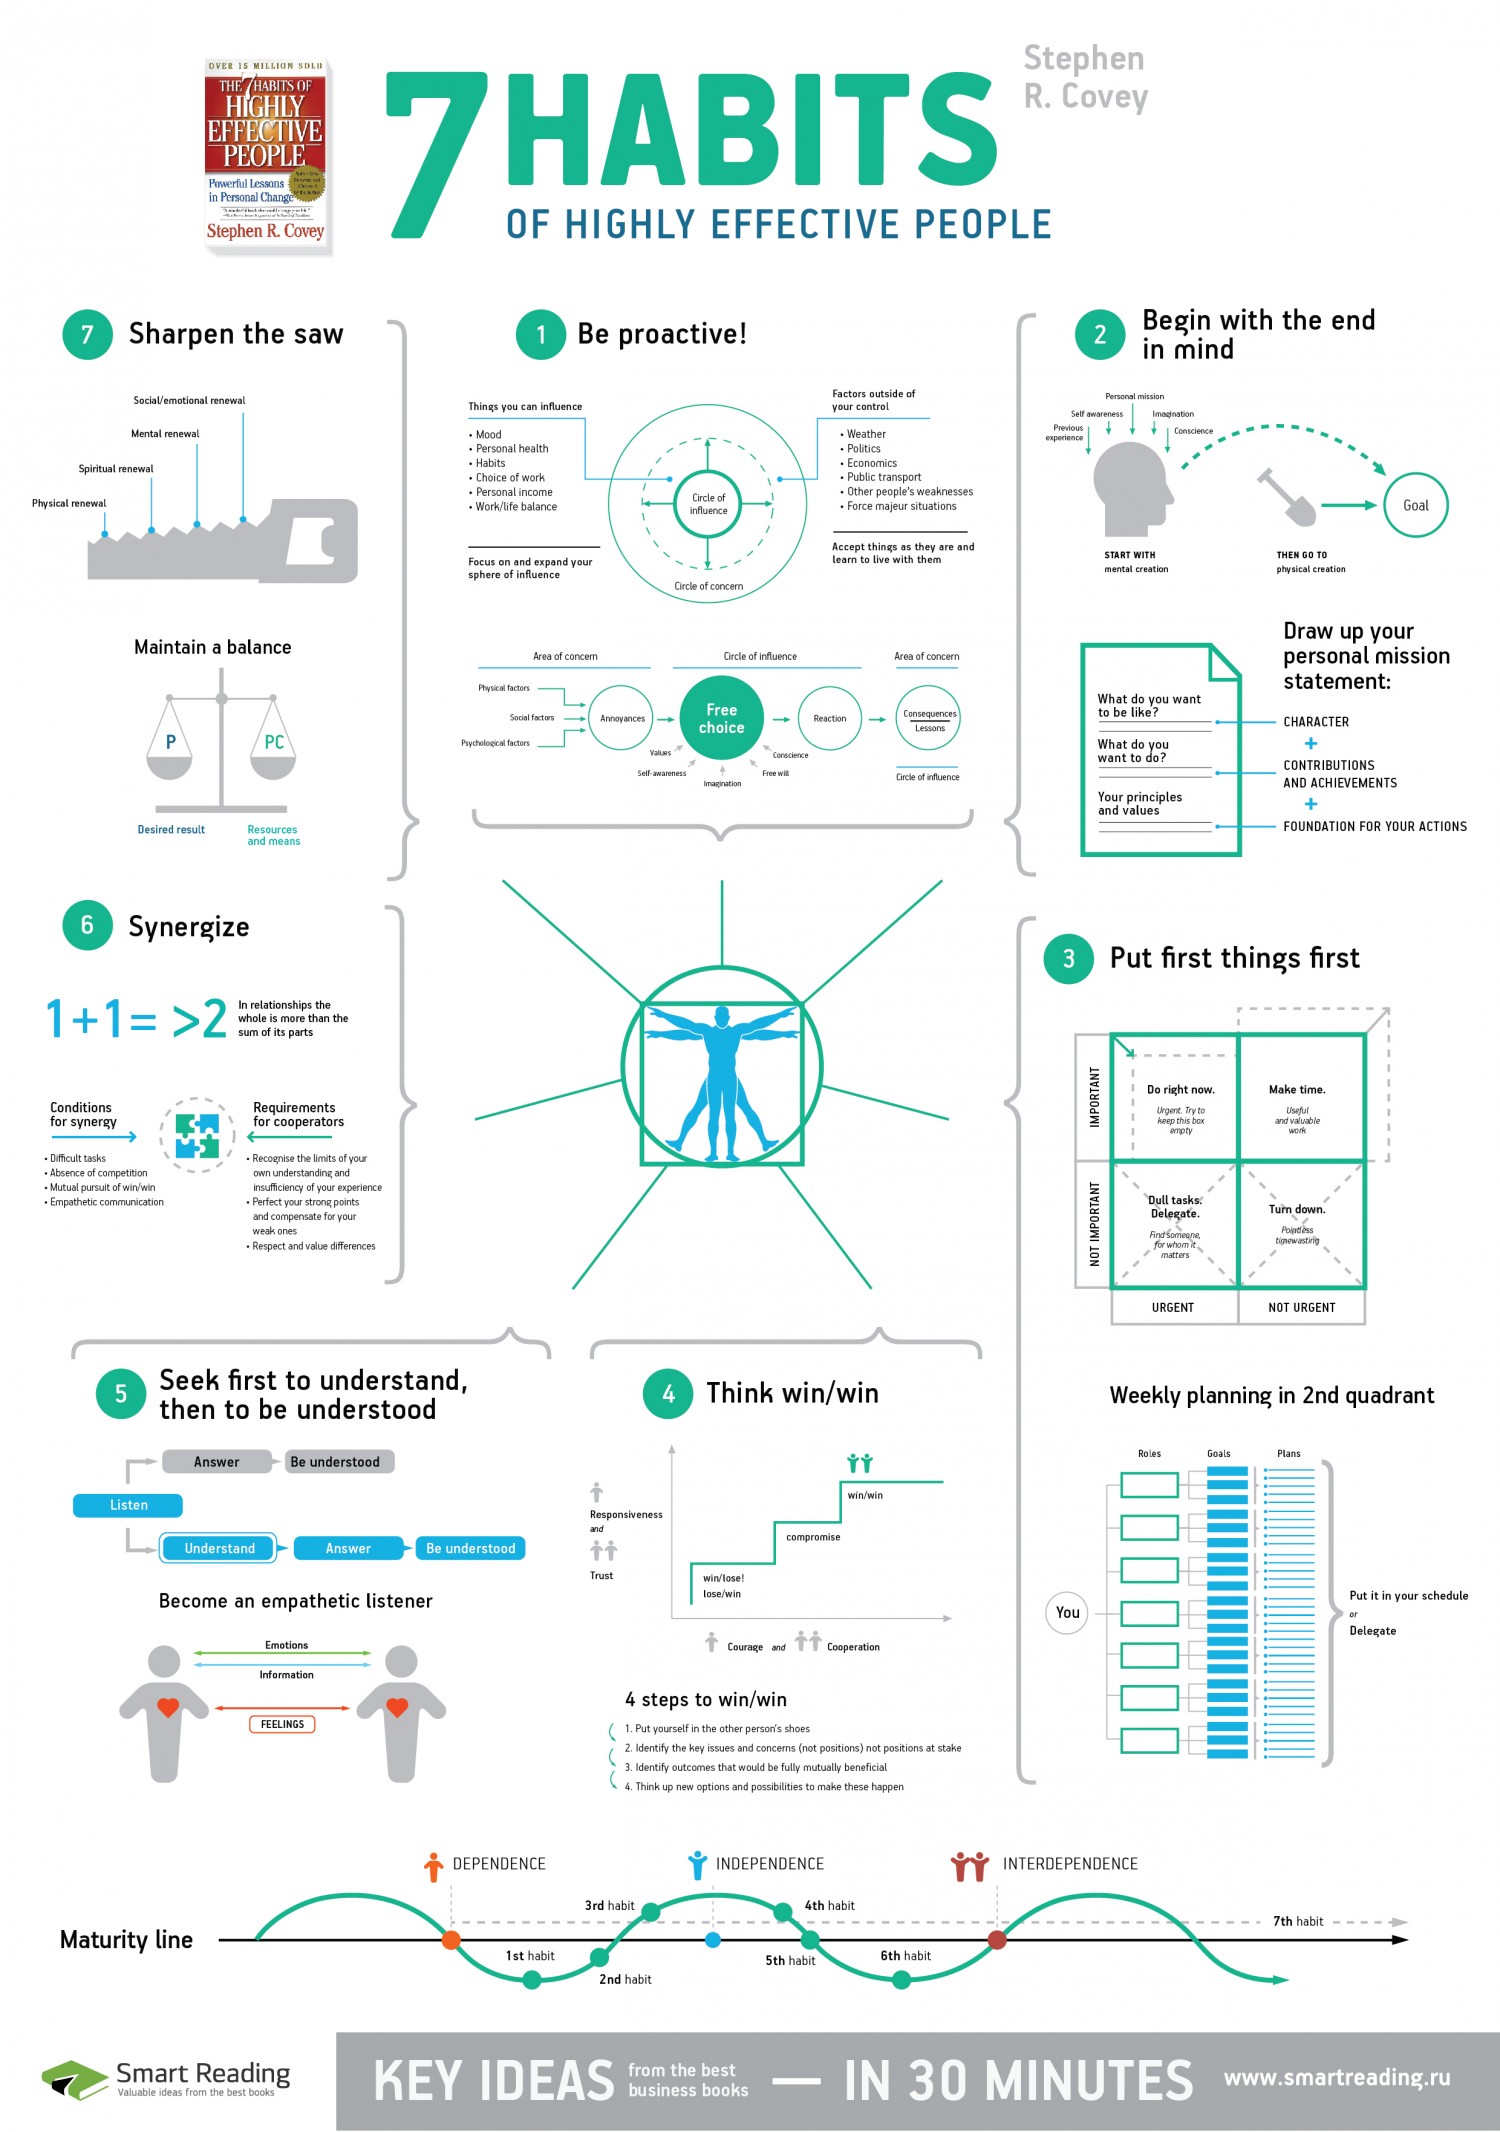 OVER 15 MILLION SOLD
THE 7 HABITS OF
HIGHLY
EFFECTIVE
PEOPLE
Powerful Lessons
in Personal Change
Stephen R. Covey
7 HABITS
OF HIGHLY EFFECTIVE PEOPLE
Stephen
R. Covey
7 Sharpen the saw
Social/emotional renewal
Mental renewal
Spiritual renewal
Physical renewal
Maintain a balance
P
PC
Desired result
Resources
and means
1 Be proactive!
Things you can influence
• Mood
• Personal health
• Habits
• Choice of work
• Personal income
• Work/life balance
Focus on and expand your
sphere of influence
Circle of
influence
Circle of concern
Factors outside of
your control
• Weather
• Politics
• Economics
• Public transport
• Other people's weaknesses
• Force majeur situations
Accept things as they are and
learn to live with them
Area of concern
Circle of influence
Area of concern
Physical factors
Social factors
Psychological factors
Annoyances
Free
choice
Reaction
Consequences
Lessons
Values
Self-awareness
Imagination
Free will
Conscience
Circle of influence
2 Begin with the end
in mind
Personal mission
Self awareness
Imagination
Previous
experience
Conscience
Goal
START WITH
mental creation
THEN GO TO
physical creation
Draw up your
personal mission
statement:
What do you want
to be like?
CHARACTER
+
What do you
want to do?
CONTRIBUTIONS
AND ACHIEVEMENTS
+
Your principles
and values
FOUNDATION FOR YOUR ACTIONS
6 Synergize
1+1= >2
In relationships the
whole is more than the
sum of its parts
Conditions
for synergy
• Difficult tasks
• Absence of competition
• Mutual pursuit of win/win
• Empathetic communication
Requirements
for cooperators
• Recognise the limits of your
own understanding and
insufficiency of your experience
• Perfect your strong points
and compensate for your
weak ones
• Respect and value differences
3 Put first things first
IMPORTANT
NOT IMPORTANT
Do right now.
Urgent. Try to
keep this box
empty
Make time.
Useful
and valuable
work
Dull tasks.
Delegate.
Find someone,
for whom it
matters
Turn down.
Pointless
timewasting
URGENT
NOT URGENT
Weekly planning in 2nd quadrant
Roles
Goals
Plans
You
Put it in your schedule
or
Delegate
5 Seek first to understand,
then to be understood
Answer
Be understood
Listen
Understand
Answer
Be understood
Become an empathetic listener
Emotions
Information
FEELINGS
4 Think win/win
Responsiveness
and
Trust
win/win
compromise
win/lose!
lose/win
Courage and Cooperation
4 steps to win/win
1. Put yourself in the other person's shoes
2. Identify the key issues and concerns (not positions) not positions at stake
3. Identify outcomes that would be fully mutually beneficial
4. Think up new options and possibilities to make these happen
DEPENDENCE
INDEPENDENCE
INTERDEPENDENCE
Maturity line
1st habit
2nd habit
3rd habit
4th habit
5th habit
6th habit
7th habit
Smart Reading
Valuable ideas from the best books
KEY IDEAS
from the best
business books
— IN 30 MINUTES
www.smartreading.ru